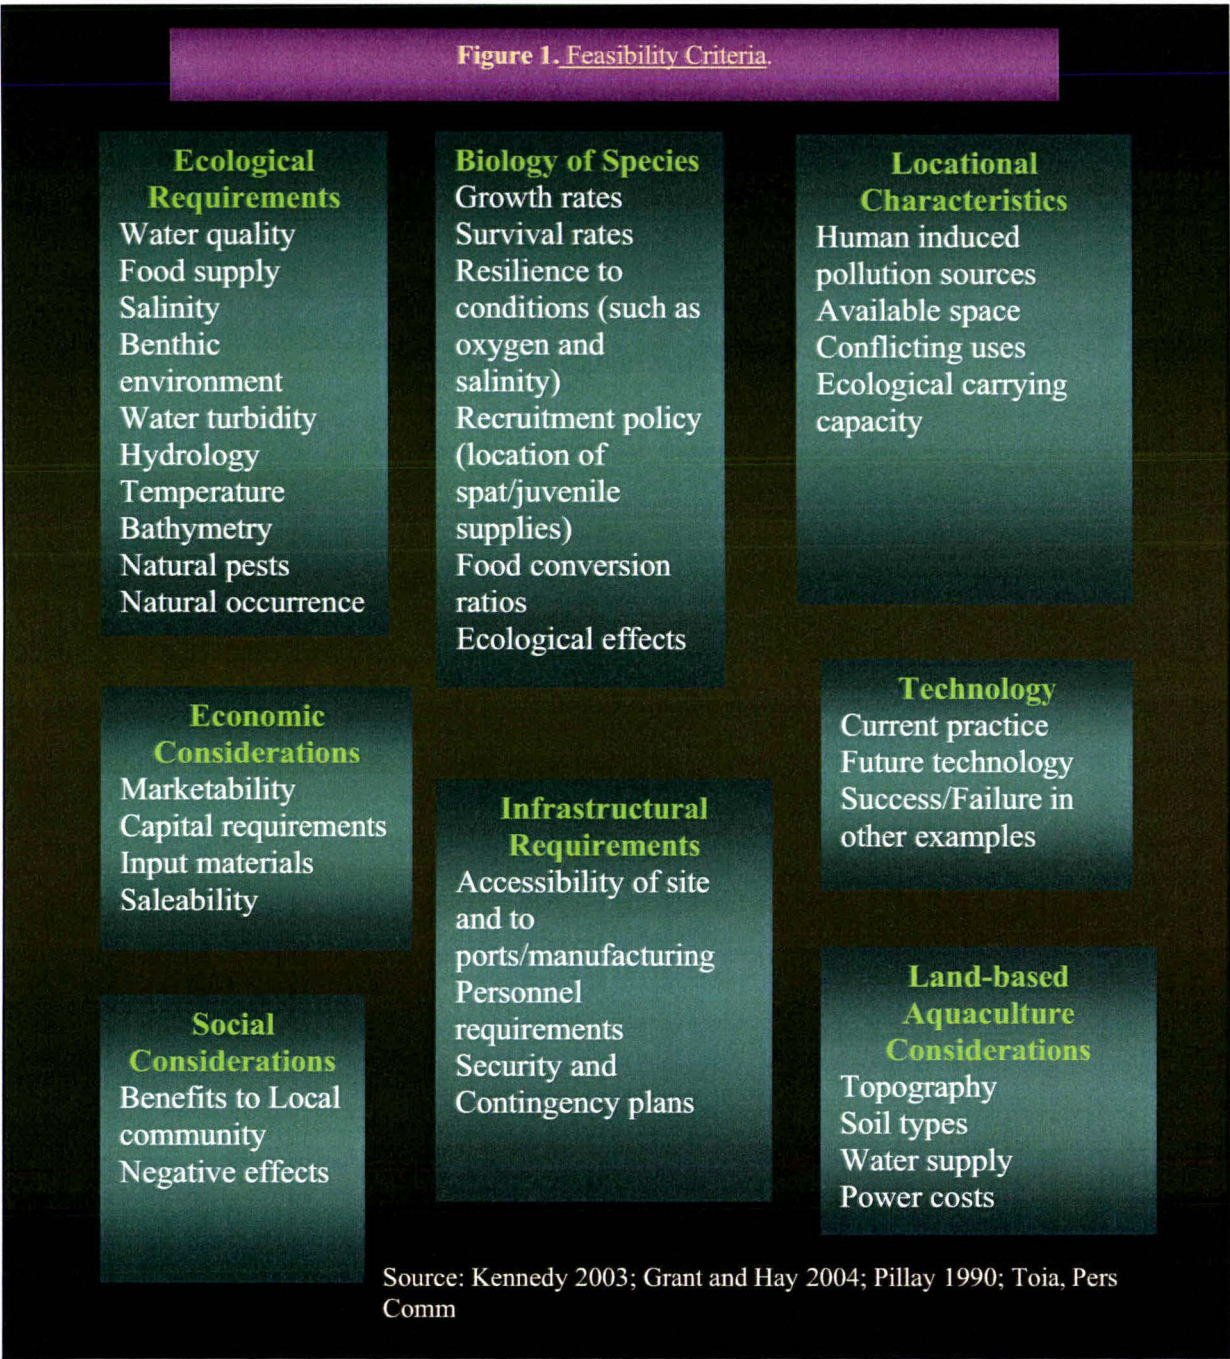 Figure 1. Feasibility Criteria.
Ecological
Requirements
Water quality
Food supply
Salinity
Benthic
environment
Water turbidity
Hydrology
Temperature
Bathymetry
Natural pests
Natural occurrence
Biology of Species
Growth rates
Survival rates
Resilience to
conditions (such as
oxygen and
salinity)
Recruitment policy
(location of
spat/juvenile
supplies)
Food conversion
ratios
Ecological effects
Locational
Characteristics
Human induced
pollution sources
Available space
Conflicting uses
Ecological carrying
capacity
Economic
Considerations
Marketability
Capital requirements
Input materials
Saleability
Infrastructural
Requirements
Accessibility of site
and to
ports/manufacturing
Personnel
requirements
Security and
Contingency plans
Technology
Current practice
Future technology
Success/Failure in
other examples
Social
Considerations
Benefits to Local
community
Negative effects
Land-based
Aquaculture
Considerations
Topography
Soil types
Water supply
Power costs
Source: Kennedy 2003; Grant and Hay 2004; Pillay 1990; Toia, Pers
Comm